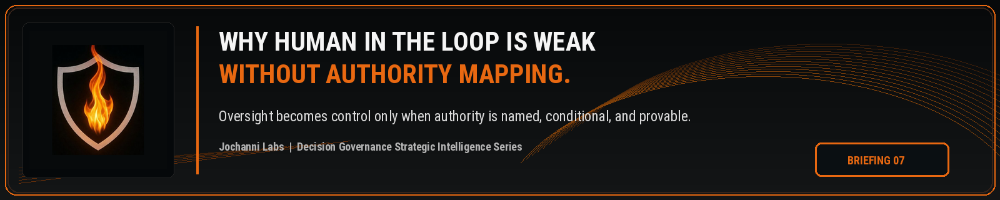 WHY HUMAN IN THE LOOP IS WEAK
WITHOUT AUTHORITY MAPPING.
Oversight becomes control only when authority is named, conditional, and provable.
Jochanni Labs | Decision Governance Strategic Intelligence Series
BRIEFING 07